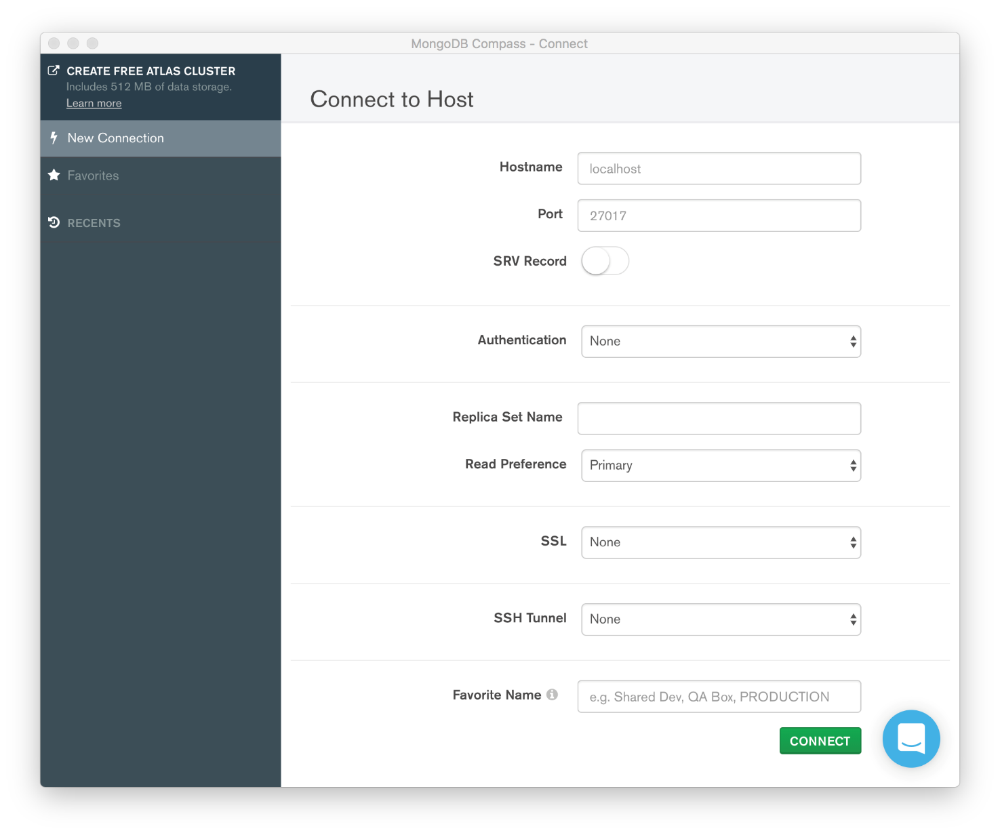 MongoDB Compass - Connect
CREATE FREE ATLAS CLUSTER
Includes 512 MB of data storage.
Learn more
New Connection
Favorites
RECENTS
Connect to Host
Hostname
localhost
Port
27017
SRV Record
Authentication
None
Replica Set Name
Read Preference
Primary
SSL
None
SSH Tunnel
None
Favorite Name
e.g. Shared Dev, QA Box, PRODUCTION
CONNECT